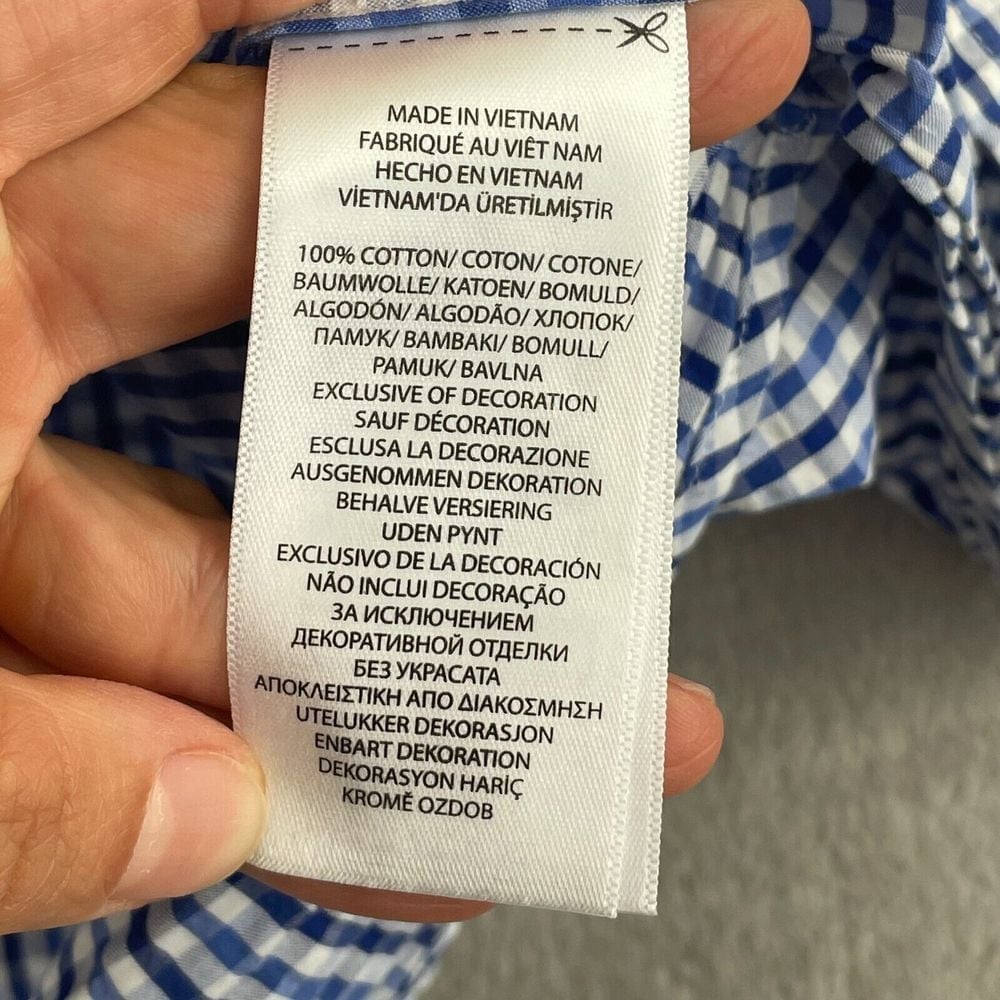 MADE IN VIETNAM
FABRIQUÉ AU VIÊT NAM
HECHO EN VIETNAM
VİETNAM'DA ÜRETİLMİŞTİR
100% COTTON/ COTON/ COTONE/
BAUMWOLLE/ KATOEN/ BOMULD/
ALGODÓN/ ALGODÃO/ ХЛОПОК/
ПАМУК/ BAMBAKI/ BOMULL/
PAMUK/ BAVLNA
EXCLUSIVE OF DECORATION
SAUF DÉCORATION
ESCLUSA LA DECORAZIONE
AUSGENOMMEN DEKORATION
BEHALVE VERSIERING
UDEN PYNT
EXCLUSIVO DE LA DECORACIÓN
NÃO INCLUI DECORAÇÃO
ЗА ИСКЛЮЧЕНИЕМ
ДЕКОРАТИВНОЙ ОТДЕЛКИ
БЕЗ УКРАСАТА
ΑΠΟΚΛΕΙΣΤΙΚΗ ΑΠΟ ΔΙΑΚΟΣΜΗΣΗ
UTELUKKER DEKORASJON
ENBART DEKORATION
DEKORASYON HARİÇ
KROMĚ OZDOB